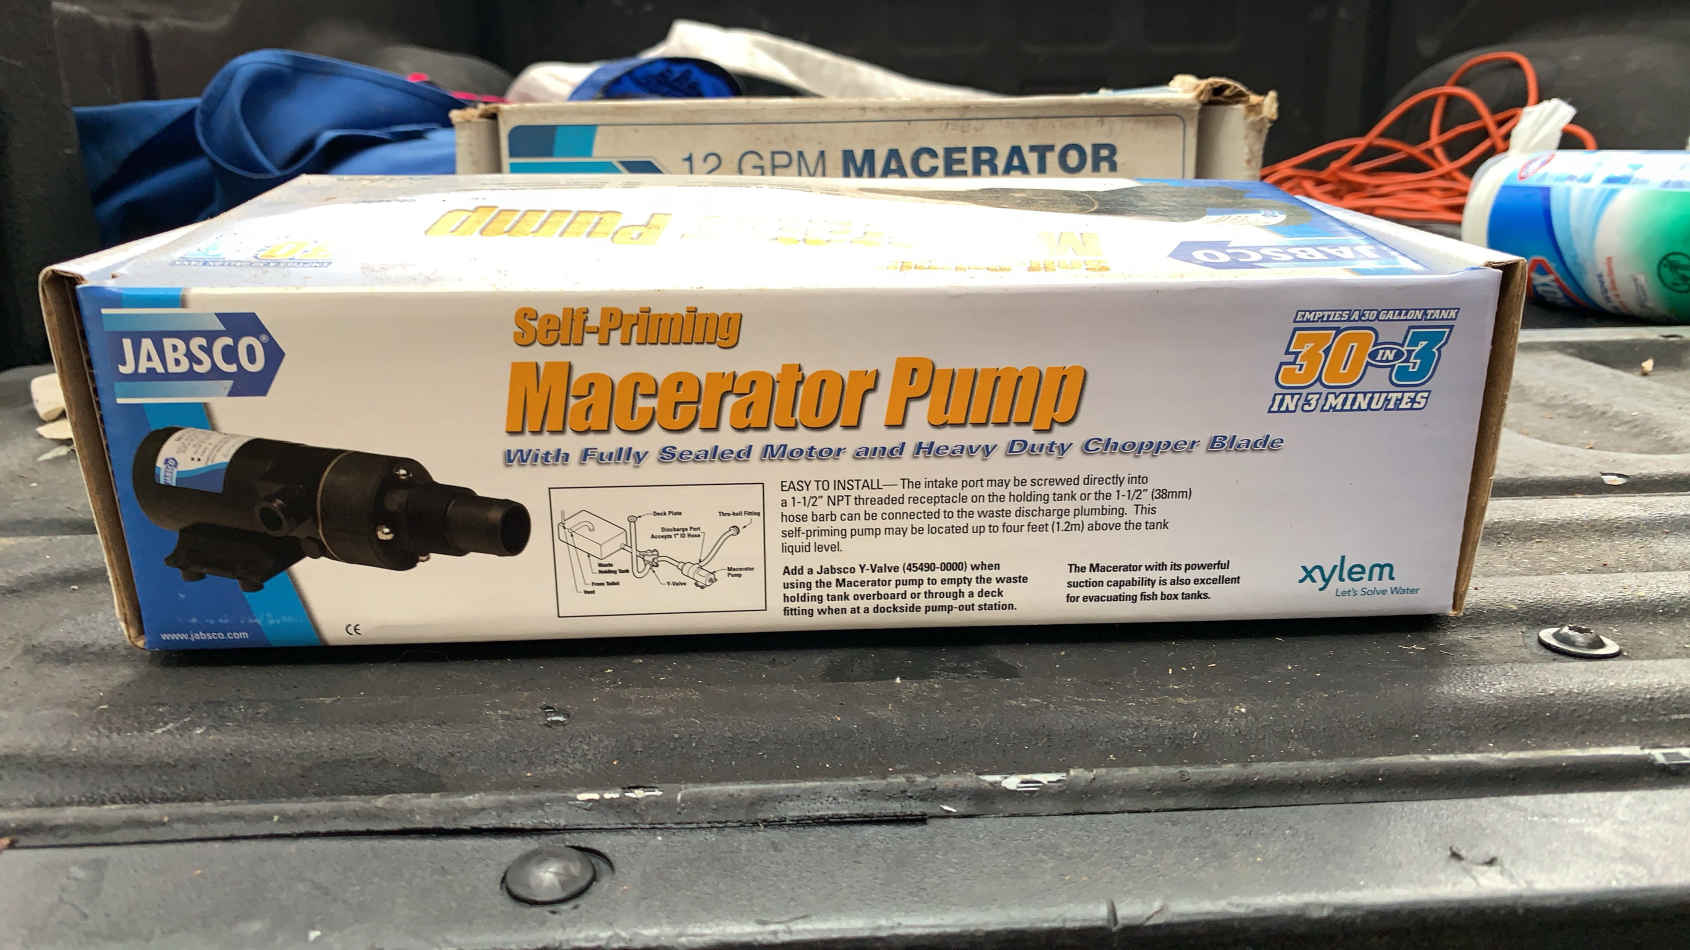 12 GPM MACERATOR
Pump
JABSCO
JABSCO®
Self-Priming
Macerator Pump
With Fully Sealed Motor and Heavy Duty Chopper Blade
EMPTIES A 30 GALLON TANK
30 IN 3
IN 3 MINUTES
EASY TO INSTALL— The intake port may be screwed directly into
a 1-1/2" NPT threaded receptacle on the holding tank or the 1-1/2" (38mm)
hose barb can be connected to the waste discharge plumbing. This
self-priming pump may be located up to four feet (1.2m) above the tank
liquid level.
Deck Plate
Thru-hull Fitting
Discharge Port
Accepts 1" ID Hose
Waste
Holding Tank
From Toilet
Vent
Y-Valve
Macerator
Pump
Add a Jabsco Y-Valve (45490-0000) when
using the Macerator pump to empty the waste
holding tank overboard or through a deck
fitting when at a dockside pump-out station.
The Macerator with its powerful
suction capability is also excellent
for evacuating fish box tanks.
xylem
Let's Solve Water
www.jabsco.com
CE